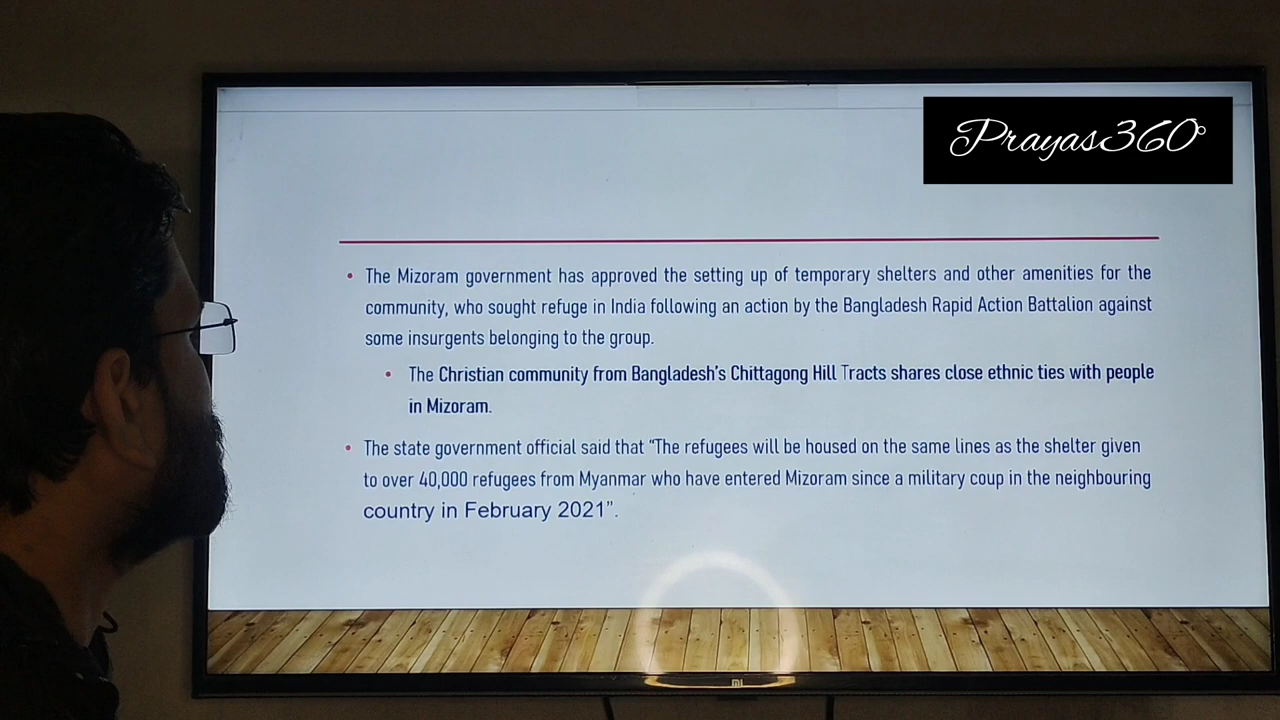 Prayas360°
• The Mizoram government has approved the setting up of temporary shelters and other amenities for the
community, who sought refuge in India following an action by the Bangladesh Rapid Action Battalion against
some insurgents belonging to the group.
• The Christian community from Bangladesh's Chittagong Hill Tracts shares close ethnic ties with people
in Mizoram.
• The state government official said that “The refugees will be housed on the same lines as the shelter given
to over 40,000 refugees from Myanmar who have entered Mizoram since a military coup in the neighbouring
country in February 2021”.
mi